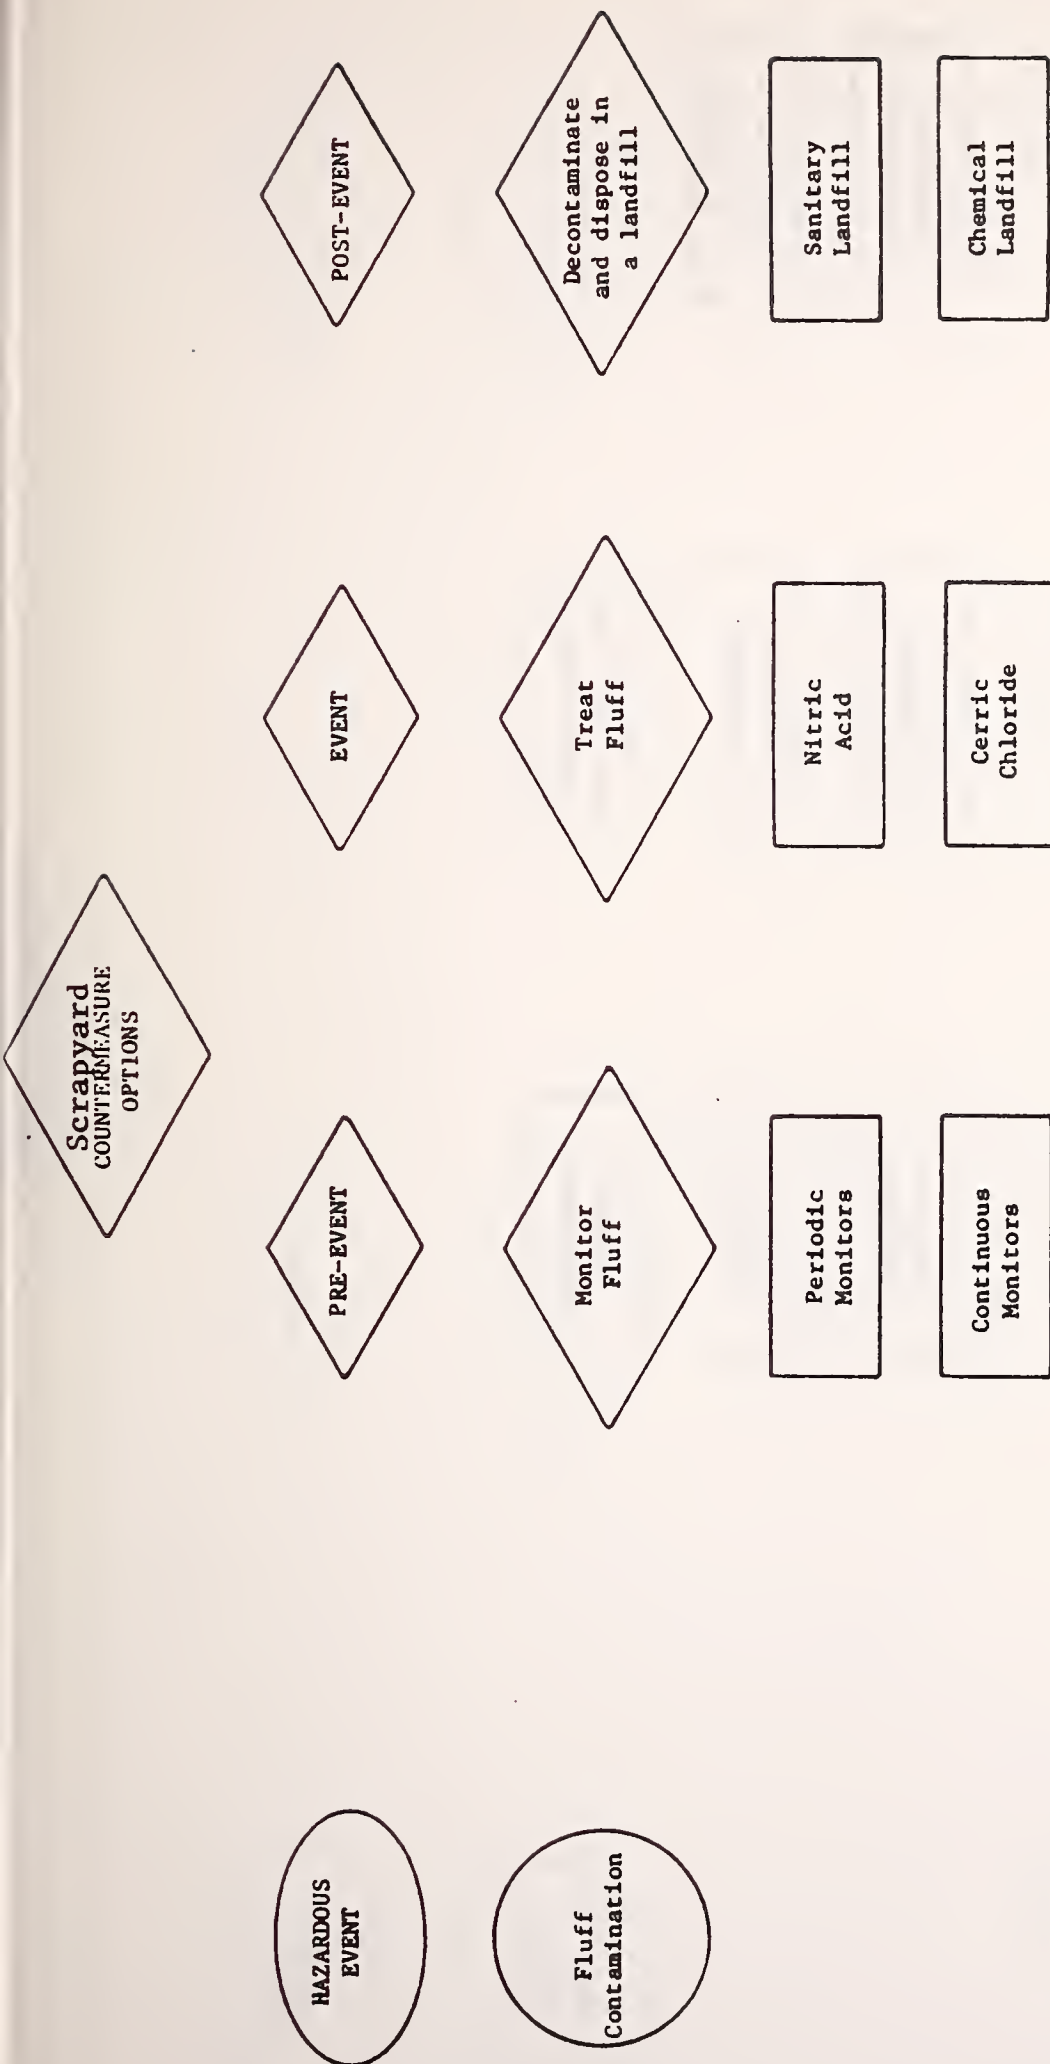 Scrapyard
COUNTERMEASURE
OPTIONS
HAZARDOUS
EVENT
PRE-EVENT
EVENT
POST-EVENT
Fluff
Contamination
Monitor
Fluff
Treat
Fluff
Decontaminate
and dispose in
a landfill
Periodic
Monitors
Nitric
Acid
Sanitary
Landfill
Continuous
Monitors
Cerric
Chloride
Chemical
Landfill